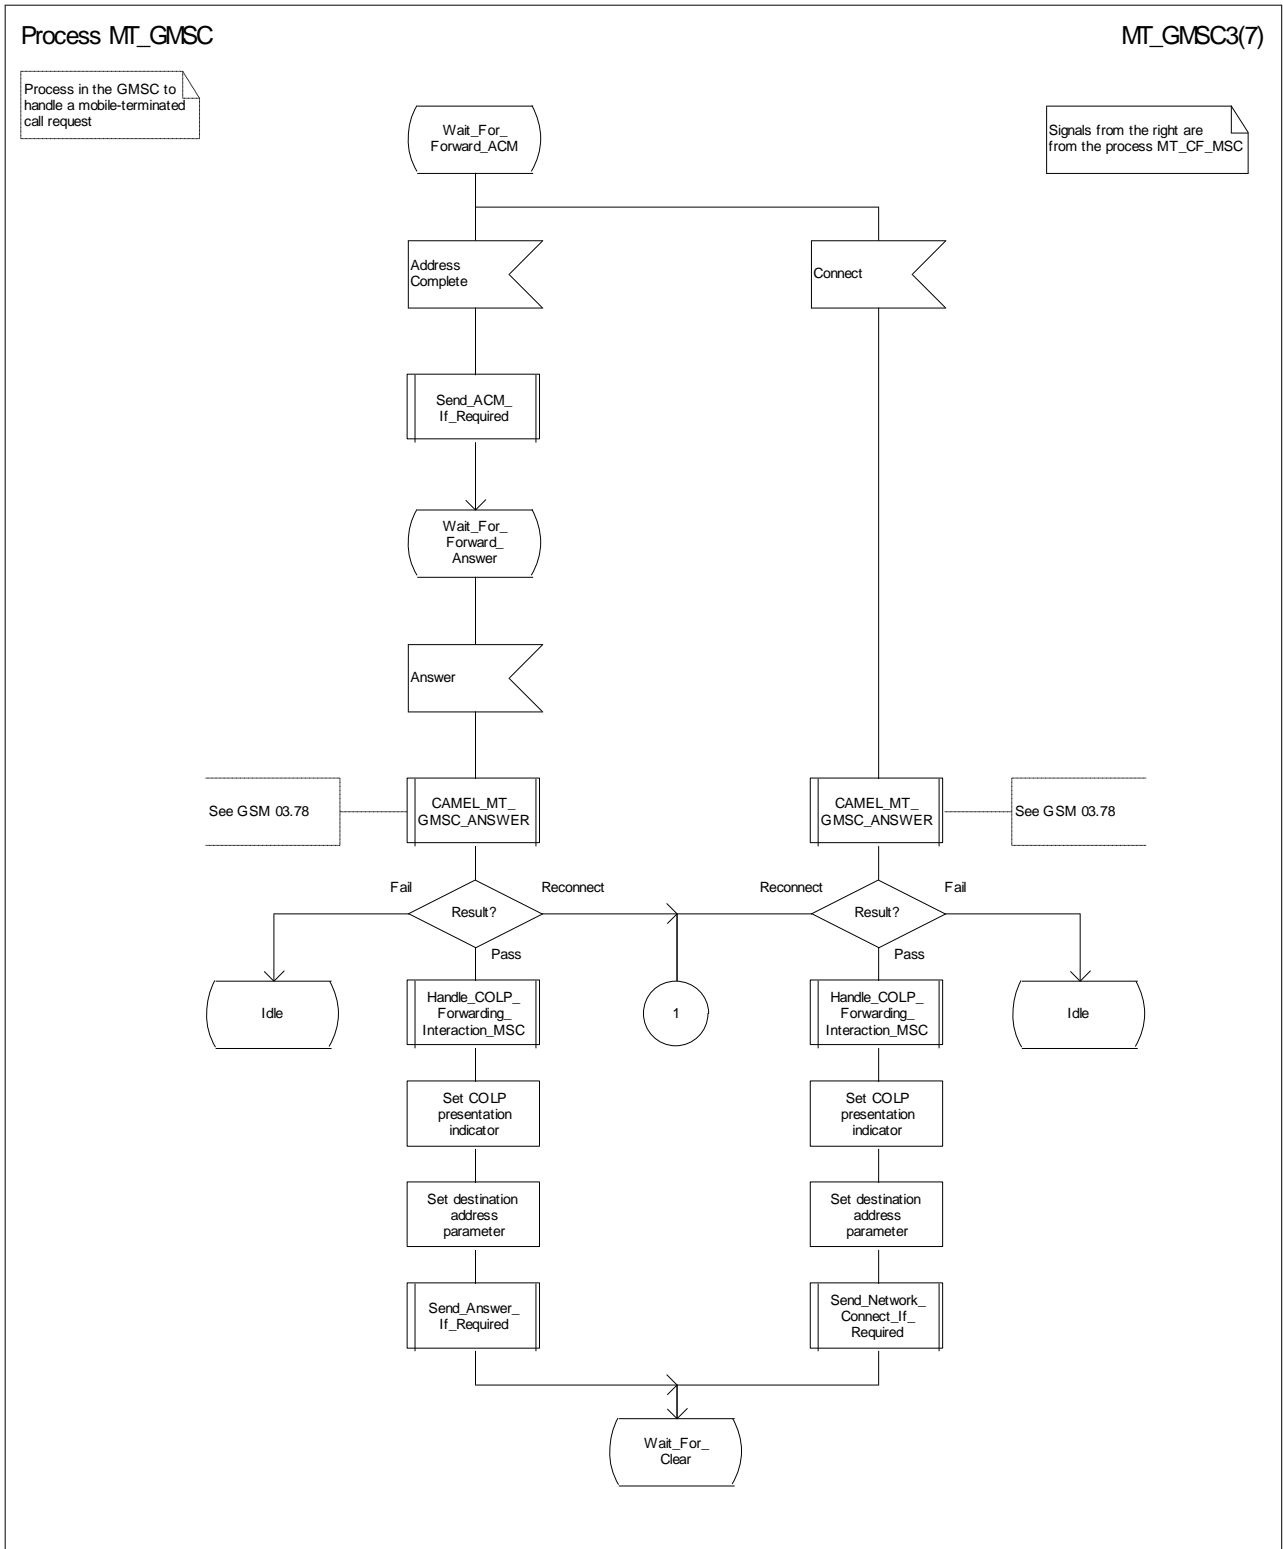 Process MT_GMSC
MT_GMSC3(7)
Process in the GMSC to
handle a mobile-terminated
call request
Signals from the right are
from the process MT_CF_MSC
Wait_For_
Forward_ACM
Address
Complete
Connect
Send_ACM_
If_Required
Wait_For_
Forward_
Answer
Answer
See GSM 03.78
CAMEL_MT_
GMSC_ANSWER
CAMEL_MT_
GMSC_ANSWER
See GSM 03.78
Fail
Reconnect
Reconnect
Fail
Result?
Result?
Pass
Pass
Idle
Handle_COLP_
Forwarding_
Interaction_MSC
1
Handle_COLP_
Forwarding_
Interaction_MSC
Idle
Set COLP
presentation
indicator
Set COLP
presentation
indicator
Set destination
address
parameter
Set destination
address
parameter
Send_Answer_
If_Required
Send_Network_
Connect_If_
Required
Wait_For_
Clear